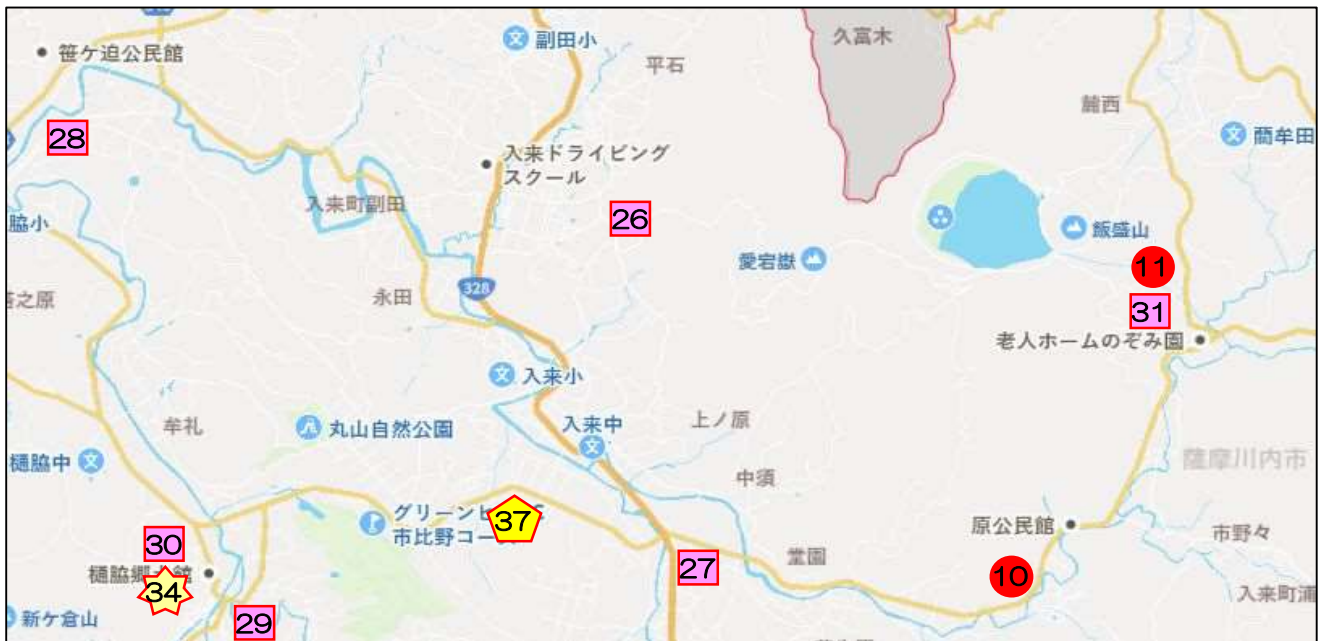 笹ケ迫公民館
副田小
平石
久富木
麓西
藺牟田
28
入来ドライビング
スクール
入来町副田
26
脇小
愛宕嶽
飯盛山
11
328
永田
31
老人ホームのぞみ園
入来小
丸山自然公園
牟礼
入来中
上ノ原
樋脇中
中須
薩摩川内市
グリーンヒ
37
市比野コー
原公民館
市野々
30
27
堂園
10
樋脇郷
館
34
入来町浦
新ケ倉山
29